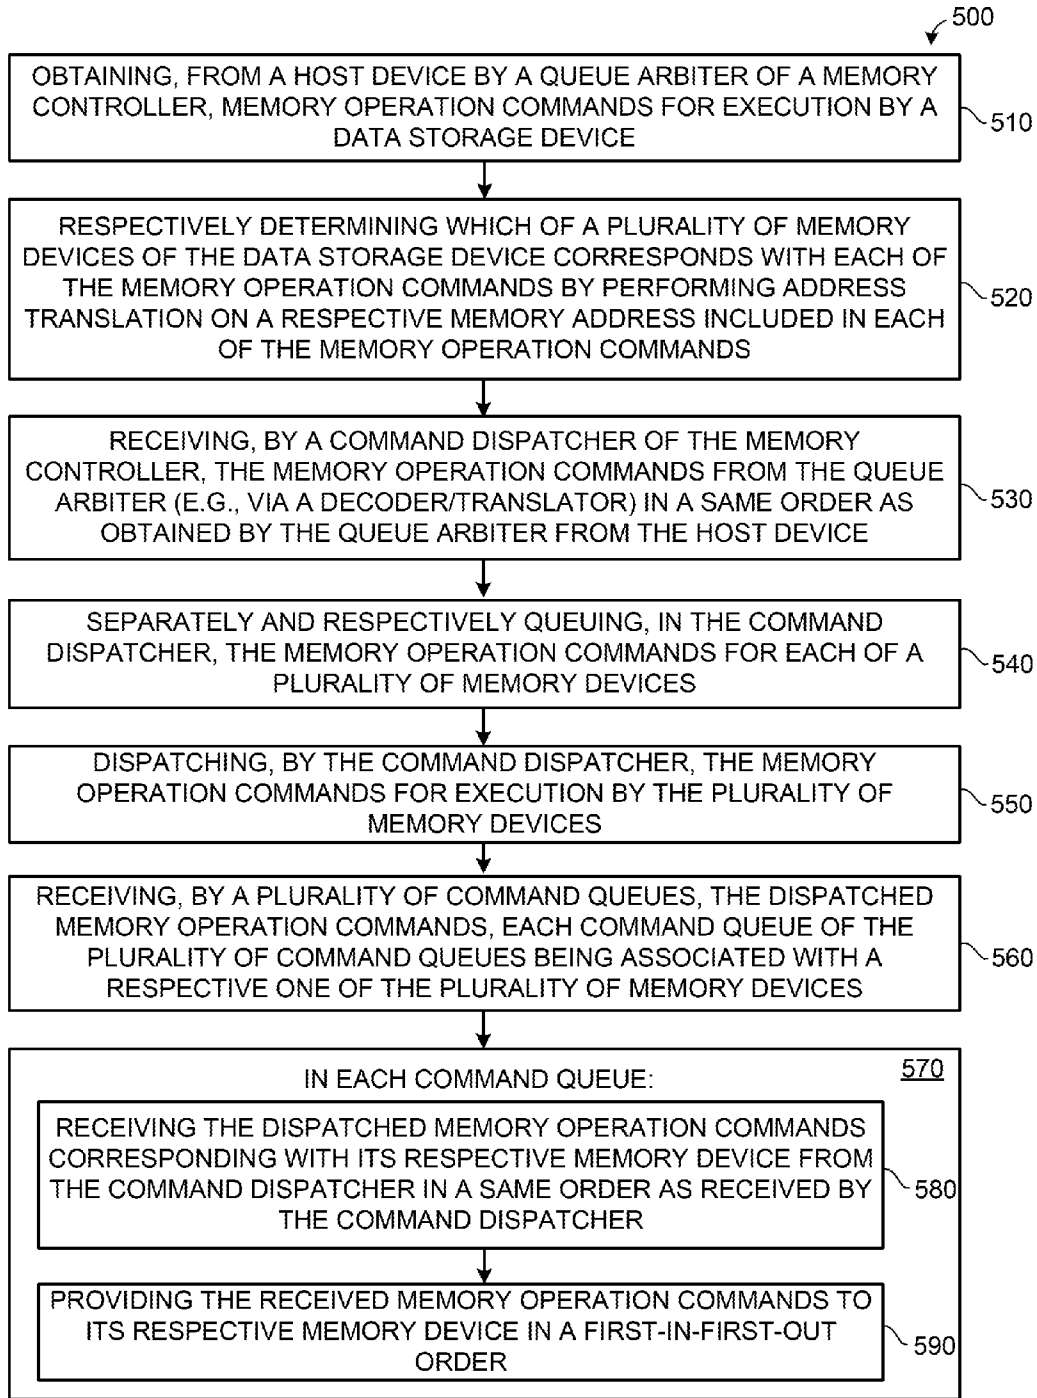 500
OBTAINING, FROM A HOST DEVICE BY A QUEUE ARBITER OF A MEMORY
CONTROLLER, MEMORY OPERATION COMMANDS FOR EXECUTION BY A
DATA STORAGE DEVICE
510
RESPECTIVELY DETERMINING WHICH OF A PLURALITY OF MEMORY
DEVICES OF THE DATA STORAGE DEVICE CORRESPONDS WITH EACH OF
THE MEMORY OPERATION COMMANDS BY PERFORMING ADDRESS
TRANSLATION ON A RESPECTIVE MEMORY ADDRESS INCLUDED IN EACH
OF THE MEMORY OPERATION COMMANDS
520
RECEIVING, BY A COMMAND DISPATCHER OF THE MEMORY
CONTROLLER, THE MEMORY OPERATION COMMANDS FROM THE QUEUE
ARBITER (E.G., VIA A DECODER/TRANSLATOR) IN A SAME ORDER AS
OBTAINED BY THE QUEUE ARBITER FROM THE HOST DEVICE
530
SEPARATELY AND RESPECTIVELY QUEUING, IN THE COMMAND
DISPATCHER, THE MEMORY OPERATION COMMANDS FOR EACH OF A
PLURALITY OF MEMORY DEVICES
540
DISPATCHING, BY THE COMMAND DISPATCHER, THE MEMORY
OPERATION COMMANDS FOR EXECUTION BY THE PLURALITY OF
MEMORY DEVICES
550
RECEIVING, BY A PLURALITY OF COMMAND QUEUES, THE DISPATCHED
MEMORY OPERATION COMMANDS, EACH COMMAND QUEUE OF THE
PLURALITY OF COMMAND QUEUES BEING ASSOCIATED WITH A
RESPECTIVE ONE OF THE PLURALITY OF MEMORY DEVICES
560
570
IN EACH COMMAND QUEUE:
RECEIVING THE DISPATCHED MEMORY OPERATION COMMANDS
CORRESPONDING WITH ITS RESPECTIVE MEMORY DEVICE FROM
THE COMMAND DISPATCHER IN A SAME ORDER AS RECEIVED BY
THE COMMAND DISPATCHER
580
PROVIDING THE RECEIVED MEMORY OPERATION COMMANDS TO
ITS RESPECTIVE MEMORY DEVICE IN A FIRST-IN-FIRST-OUT
ORDER
590